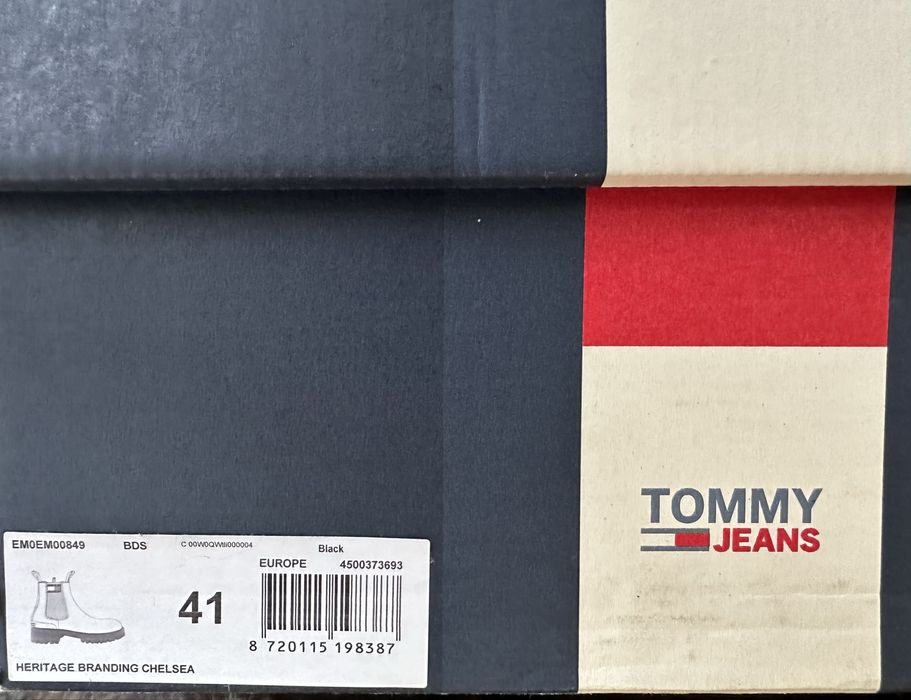 TOMMY
JEANS
EM0EM00849 BDS Black
EUROPE 4500373693
41
8 720115 198387
HERITAGE BRANDING CHELSEA